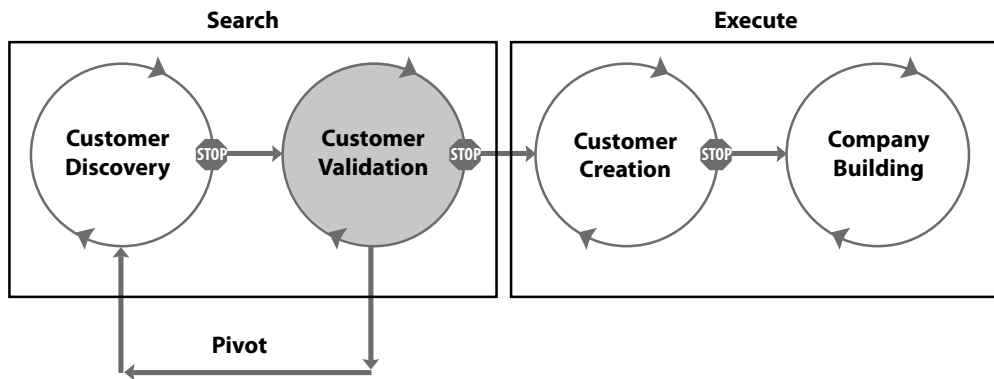 Search
Execute
Customer
Discovery
STOP
Customer
Validation
STOP
Customer
Creation
STOP
Company
Building
Pivot